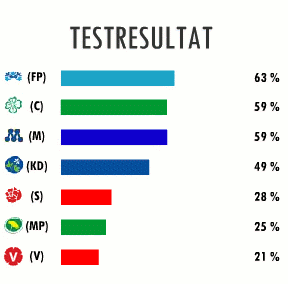 TESTRESULTAT
(FP) 63 %
(C) 59 %
M (M) 59 %
(KD) 49 %
(S) 28 %
(MP) 25 %
V (V) 21 %